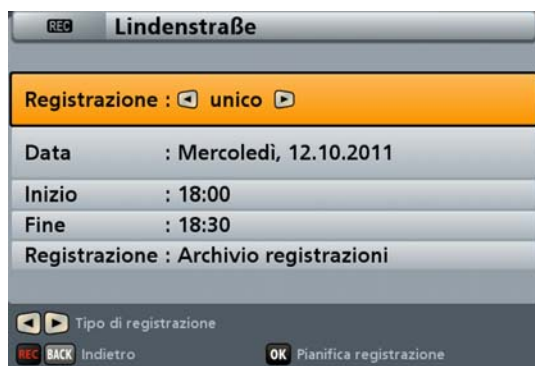 REC Lindenstraße
Registrazione : unico
Data : Mercoledì, 12.10.2011
Inizio : 18:00
Fine : 18:30
Registrazione : Archivio registrazioni
Tipo di registrazione
REC BACK Indietro OK Pianifica registrazione